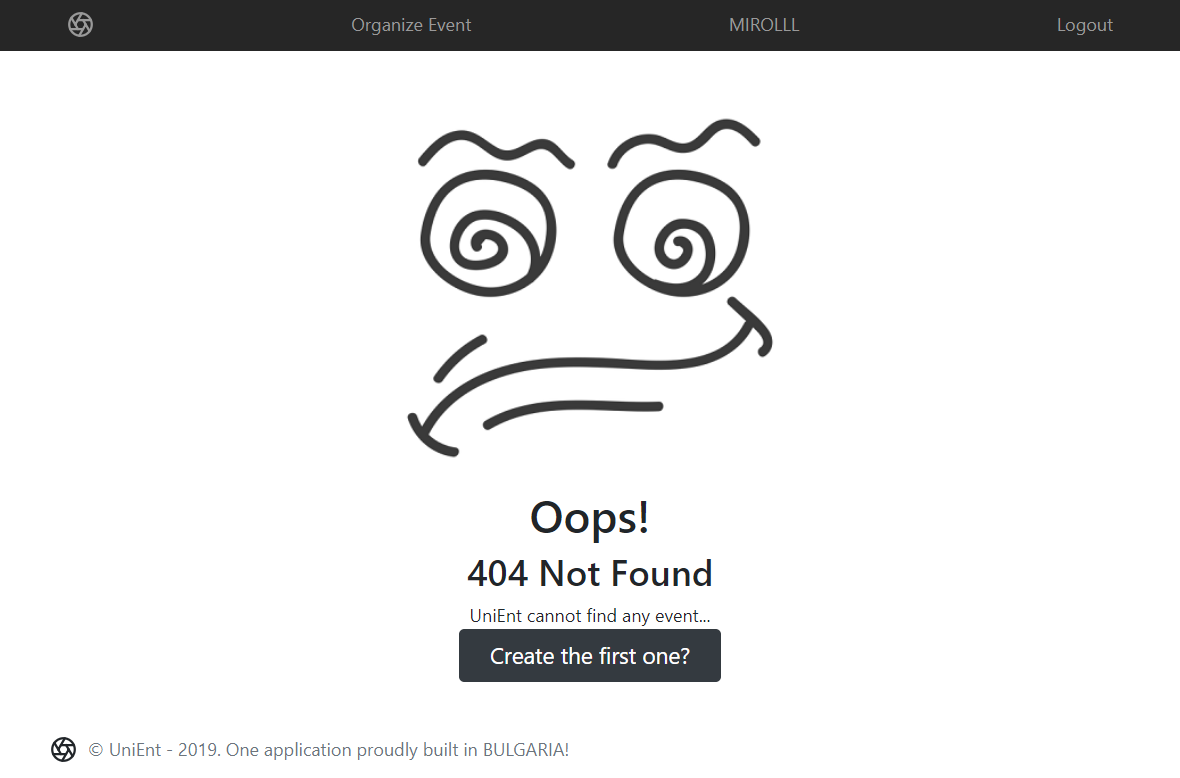 Organize Event
MIROLLL
Logout
Oops!
404 Not Found
UniEnt cannot find any event...
Create the first one?
© UniEnt - 2019. One application proudly built in BULGARIA!